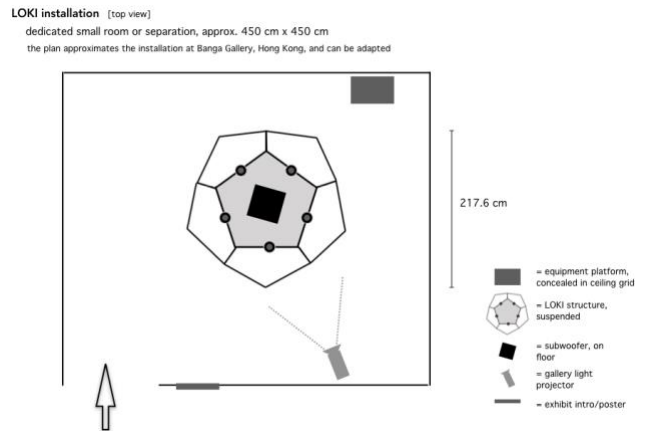 LOKI installation [top view]
dedicated small room or separation, approx. 450 cm x 450 cm
the plan approximates the installation at Banga Gallery, Hong Kong, and can be adapted
217.6 cm
= equipment platform,
concealed in ceiling grid
= LOKI structure,
suspended
= subwoofer, on
floor
= gallery light
projector
= exhibit intro/poster